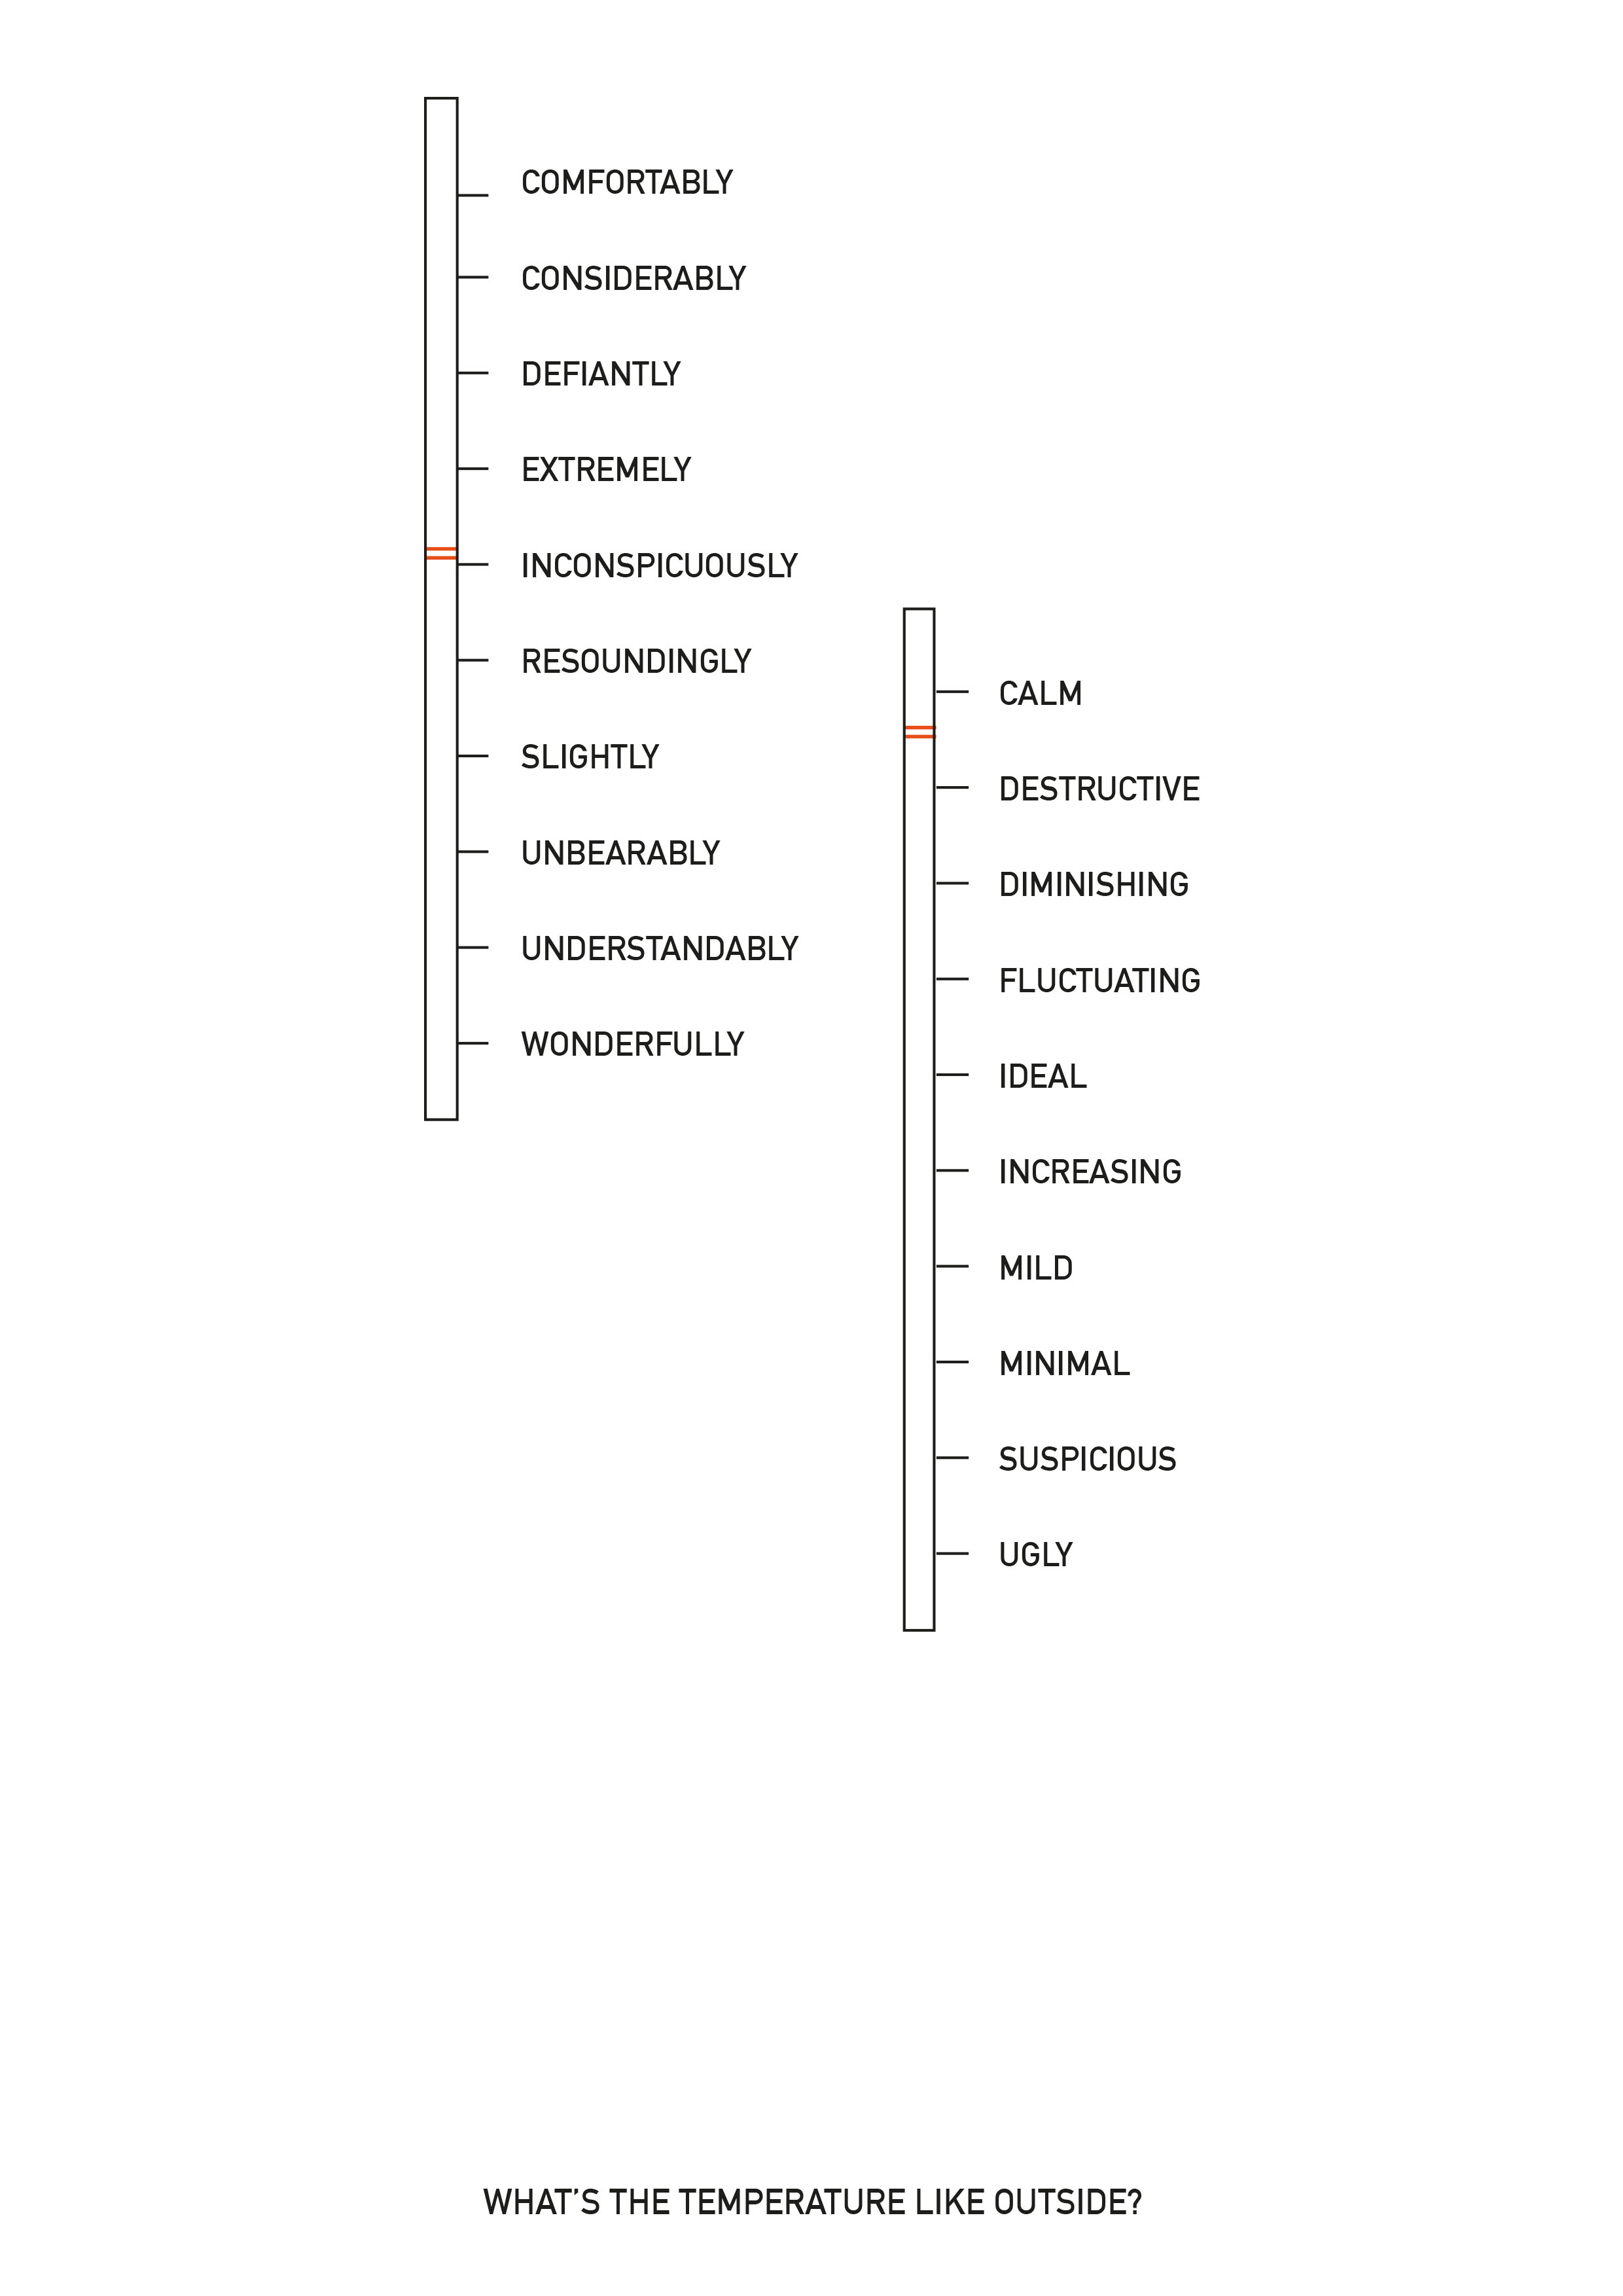 COMFORTABLY
CONSIDERABLY
DEFIANTLY
EXTREMELY
INCONSPICUOUSLY
RESOUNDINGLY
SLIGHTLY
UNBEARABLY
UNDERSTANDABLY
WONDERFULLY
CALM
DESTRUCTIVE
DIMINISHING
FLUCTUATING
IDEAL
INCREASING
MILD
MINIMAL
SUSPICIOUS
UGLY
WHAT’S THE TEMPERATURE LIKE OUTSIDE?